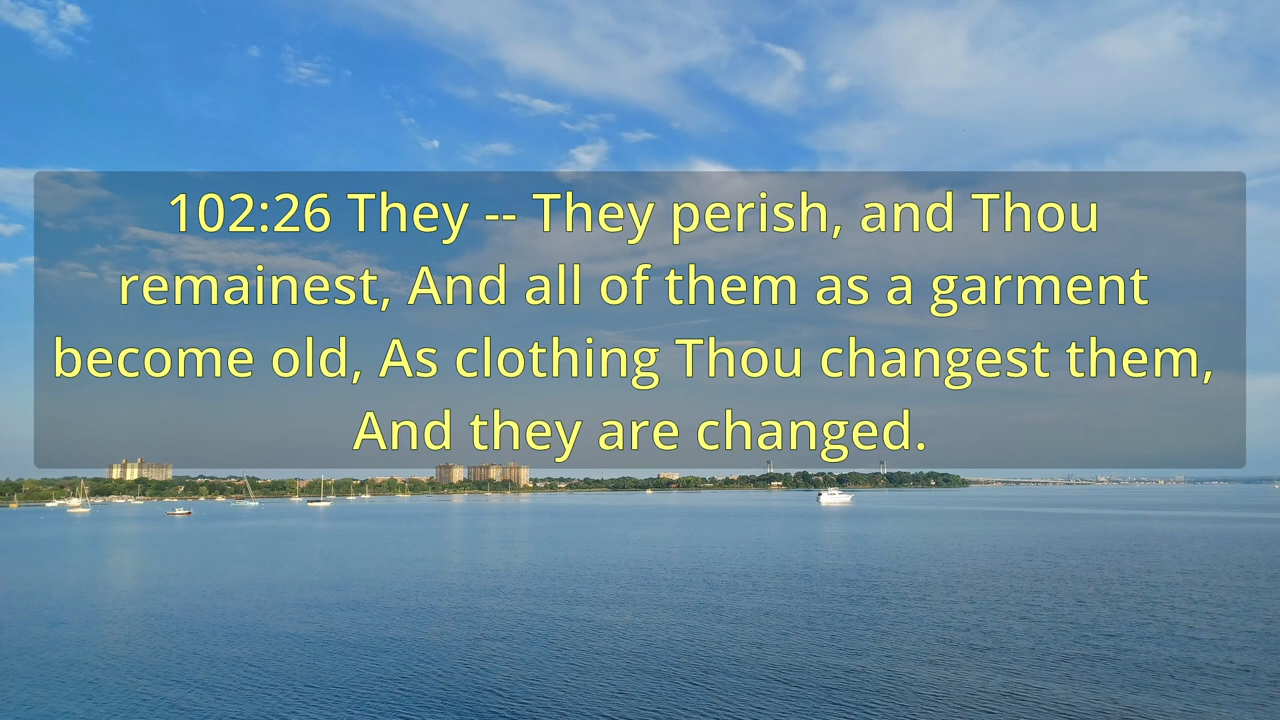 102:26 They -- They perish, and Thou
remainest, And all of them as a garment
become old, As clothing Thou changest them,
And they are changed.